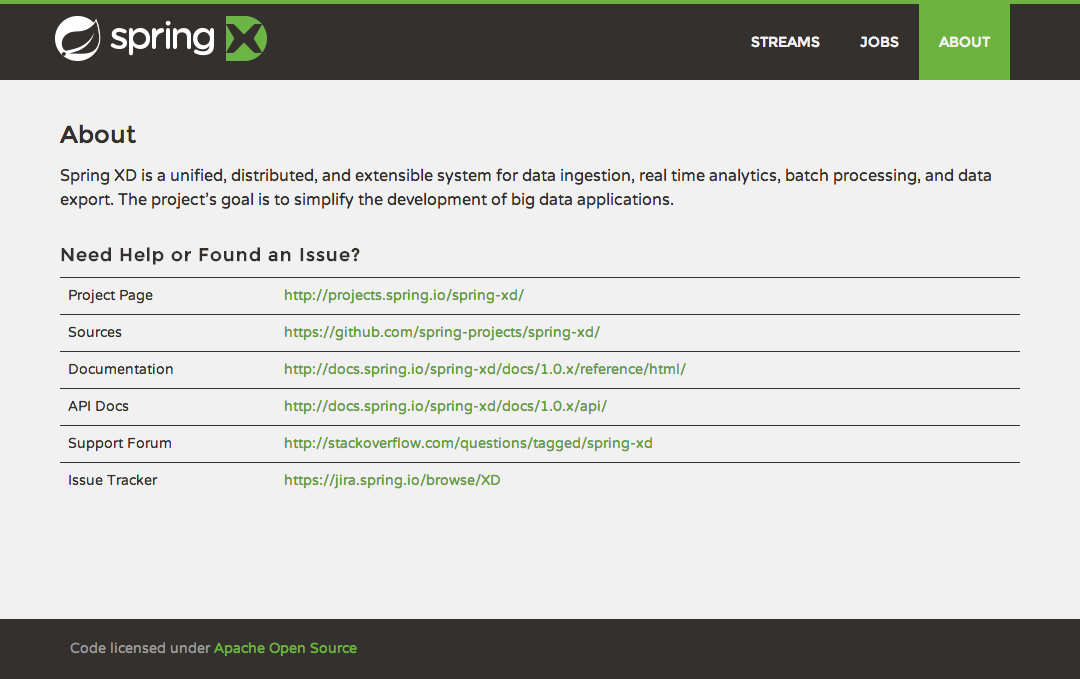 spring XD
STREAMS JOBS ABOUT
About
Spring XD is a unified, distributed, and extensible system for data ingestion, real time analytics, batch processing, and data
export. The project's goal is to simplify the development of big data applications.
Need Help or Found an Issue?
Project Page http://projects.spring.io/spring-xd/
Sources https://github.com/spring-projects/spring-xd/
Documentation http://docs.spring.io/spring-xd/docs/1.0.x/reference/html/
API Docs http://docs.spring.io/spring-xd/docs/1.0.x/api/
Support Forum http://stackoverflow.com/questions/tagged/spring-xd
Issue Tracker https://jira.spring.io/browse/XD
Code licensed under Apache Open Source